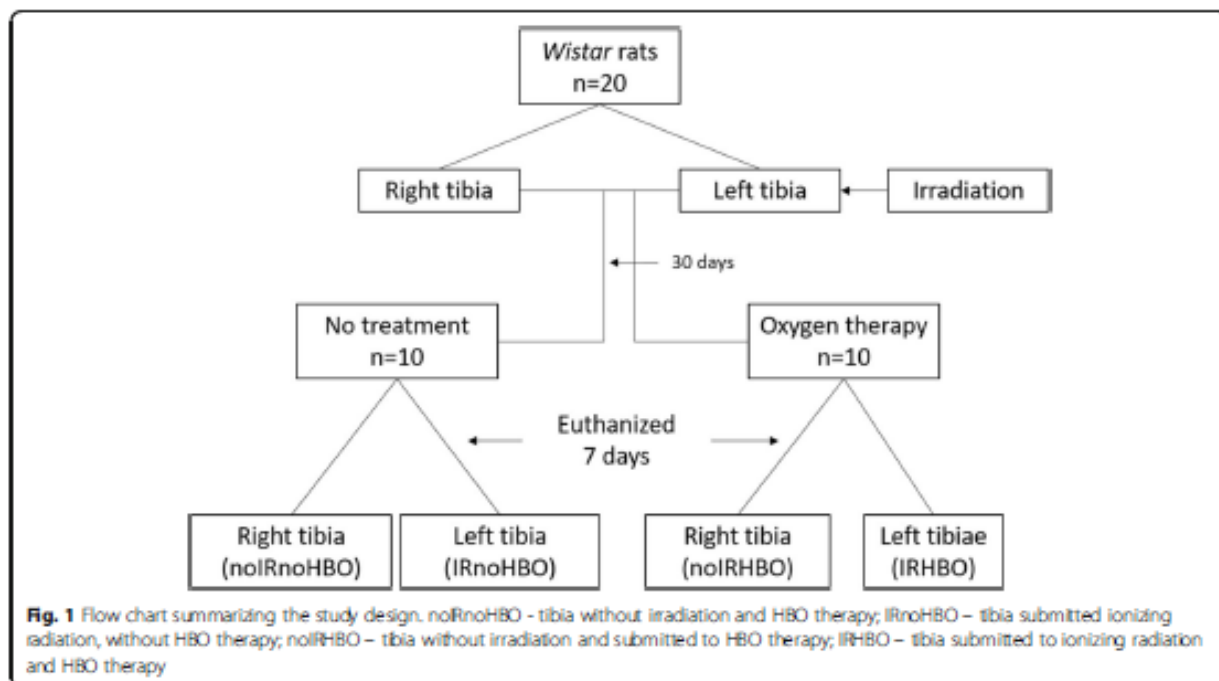 Wistar rats
n=20
Right tibia
Left tibia
Irradiation
30 days
No treatment
n=10
Oxygen therapy
n=10
Euthanized
7 days
Right tibia
(noIRnoHBO)
Left tibia
(IRnoHBO)
Right tibia
(noIRHBO)
Left tibiae
(IRHBO)
Fig. 1 Flow chart summarizing the study design. noIRnoHBO - tibia without irradiation and HBO therapy; IRnoHBO – tibia submitted ionizing
radiation, without HBO therapy; noIRHBO – tibia without irradiation and submitted to HBO therapy; IRHBO – tibia submitted to ionizing radiation
and HBO therapy